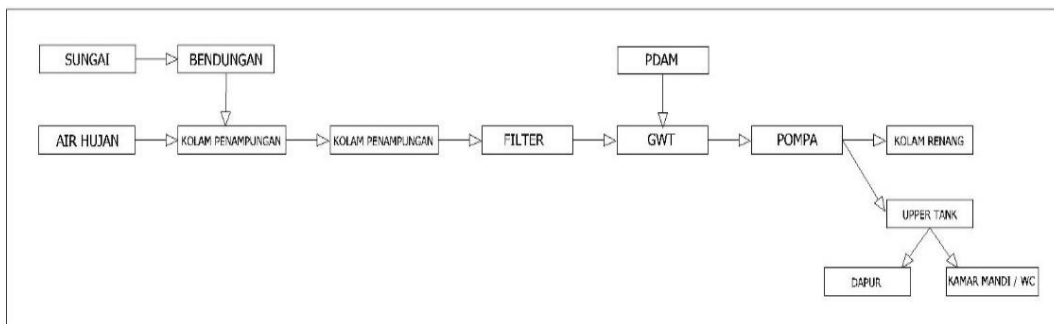 SUNGAI
BENDUNGAN
PDAM
AIR HUJAN
KOLAM PENAMPUNGAN
KOLAM PENAMPUNGAN
FILTER
GWT
POMPA
KOLAM RENANG
UPPER TANK
DAPUR
KAMAR MANDI / WC